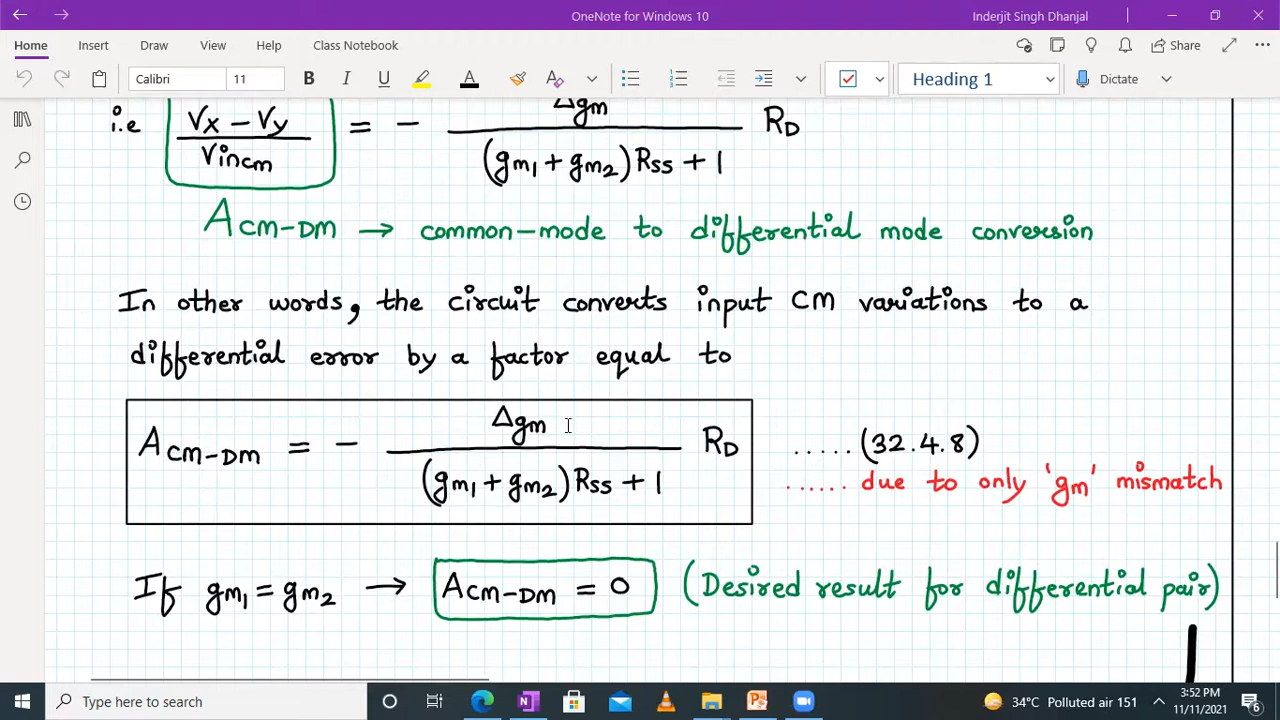 OneNote for Windows 10
Inderjit Singh Dhanjal
Home Insert Draw View Help Class Notebook
Share
Calibri 11 B I U A Heading 1 Dictate
i.e Vx - Vy / Vincm = - Δgm / (gm1 + gm2) Rss + 1 RD
ACM-DM → common-mode to differential mode conversion
In other words, the circuit converts input CM variations to a
differential error by a factor equal to
ACM-DM = - Δgm / (gm1 + gm2) Rss + 1 RD ..... (32.4.8)
...... due to only 'gm' mismatch
If gm1 = gm2 → ACM-DM = 0 (Desired result for differential pair)
Type here to search
34°C Polluted air 151
3:52 PM
11/11/2021
6